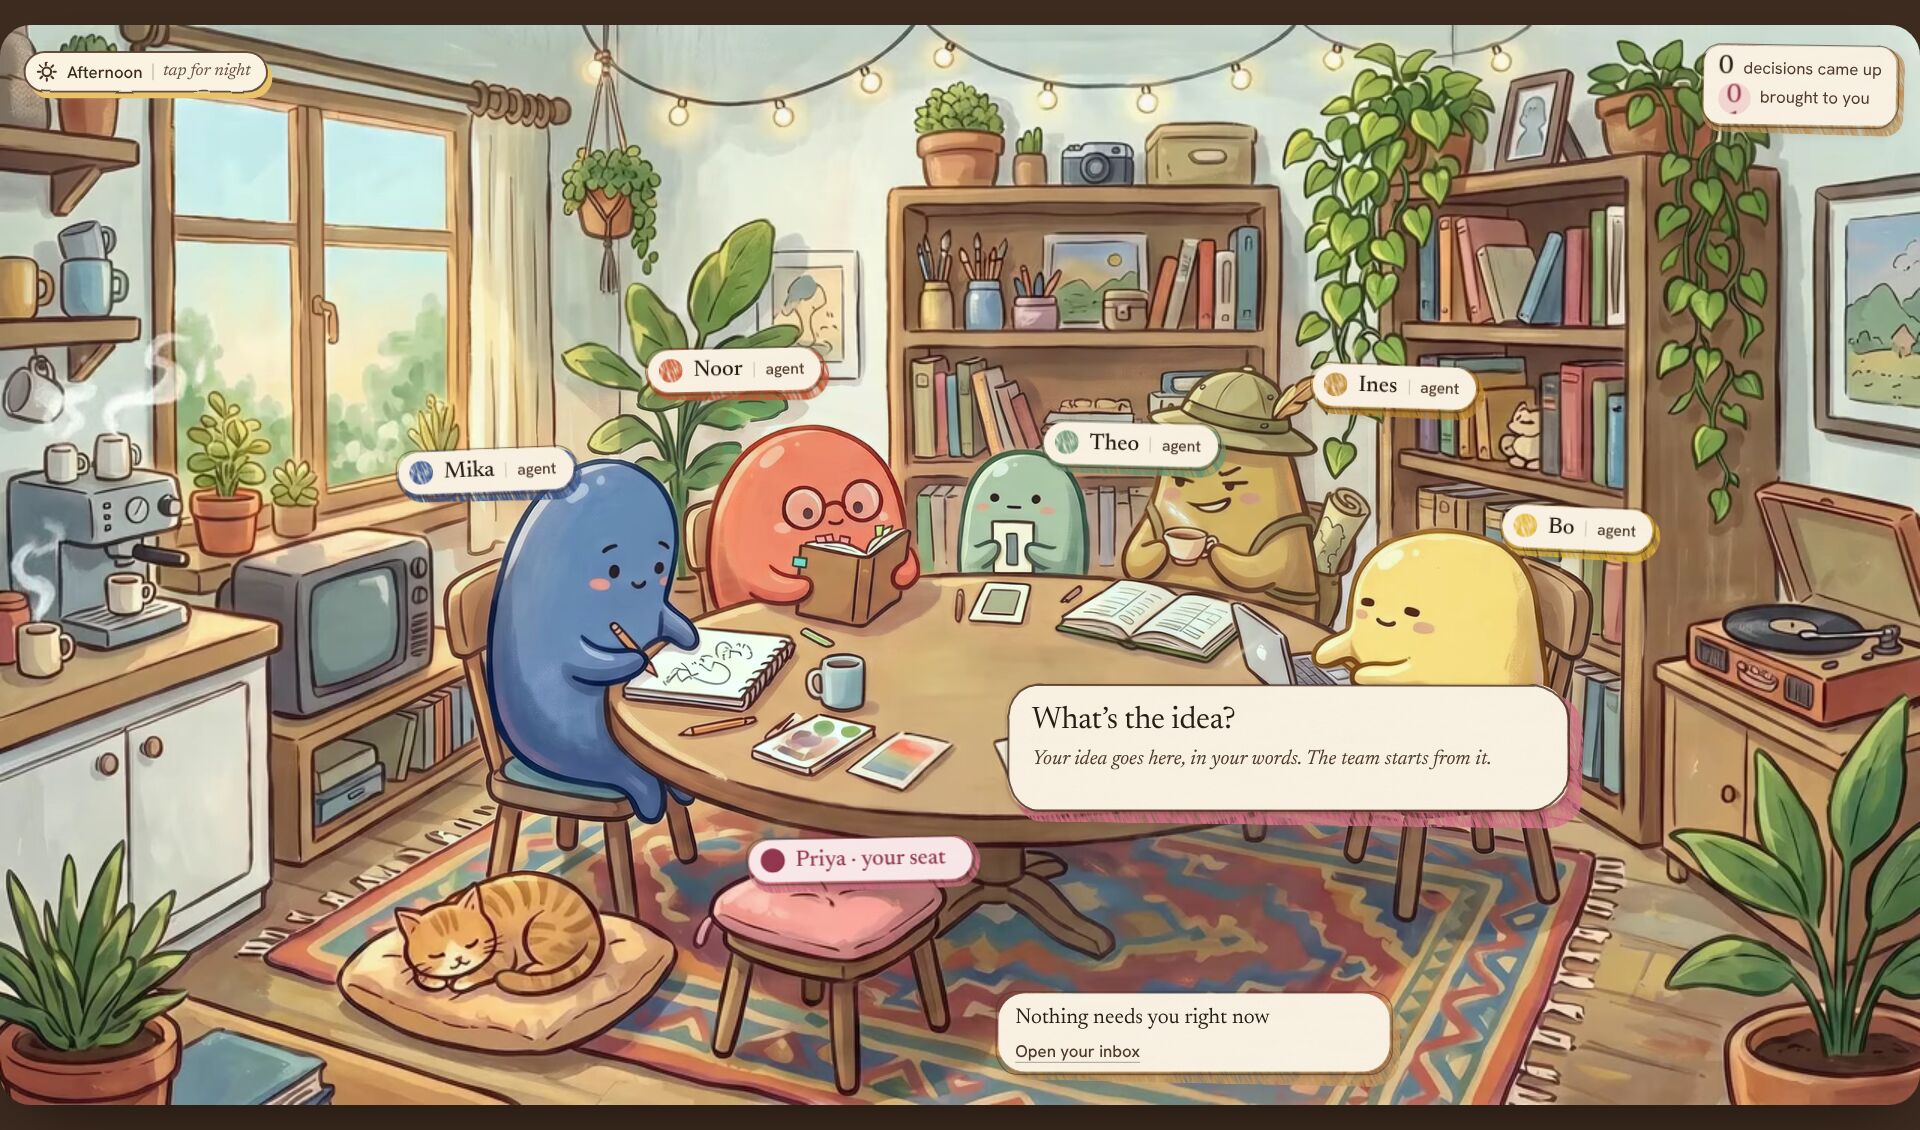 Afternoon | tap for night
0 decisions came up
0 brought to you
Noor | agent
Ines | agent
Theo | agent
Mika | agent
Bo | agent
What's the idea?
Your idea goes here, in your words. The team starts from it.
Priya · your seat
Nothing needs you right now
Open your inbox